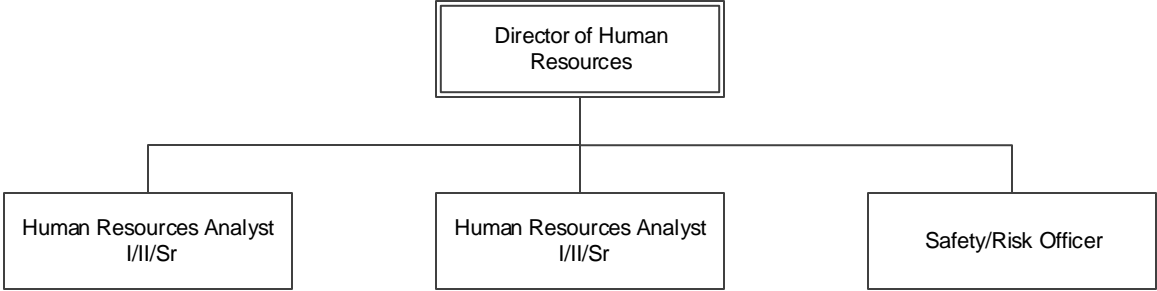 Director of Human
Resources
Human Resources Analyst
I/II/Sr
Human Resources Analyst
I/II/Sr
Safety/Risk Officer